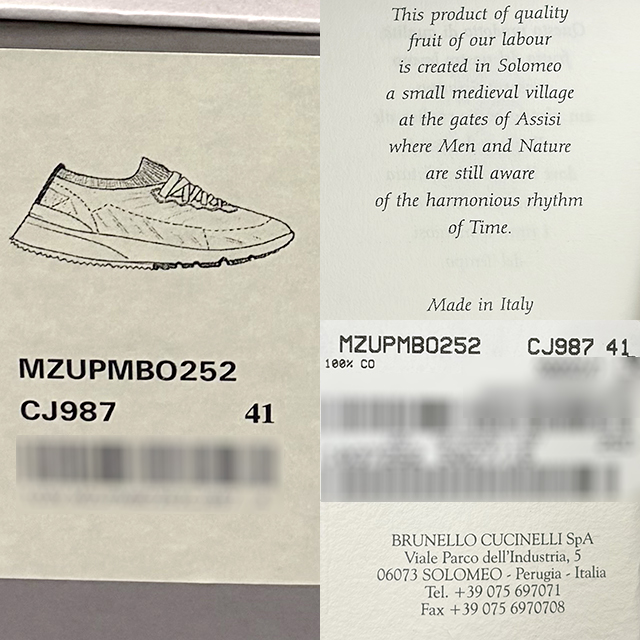 MZUPMBO252
CJ987 41
This product of quality
fruit of our labour
is created in Solomeo
a small medieval village
at the gates of Assisi
where Men and Nature
are still aware
of the harmonious rhythm
of Time.
Made in Italy
MZUPMBO252 CJ987 41
100% CO
BRUNELLO CUCINELLI SpA
Viale Parco dell'Industria, 5
06073 SOLOMEO - Perugia - Italia
Tel. +39 075 697071
Fax +39 075 6970708